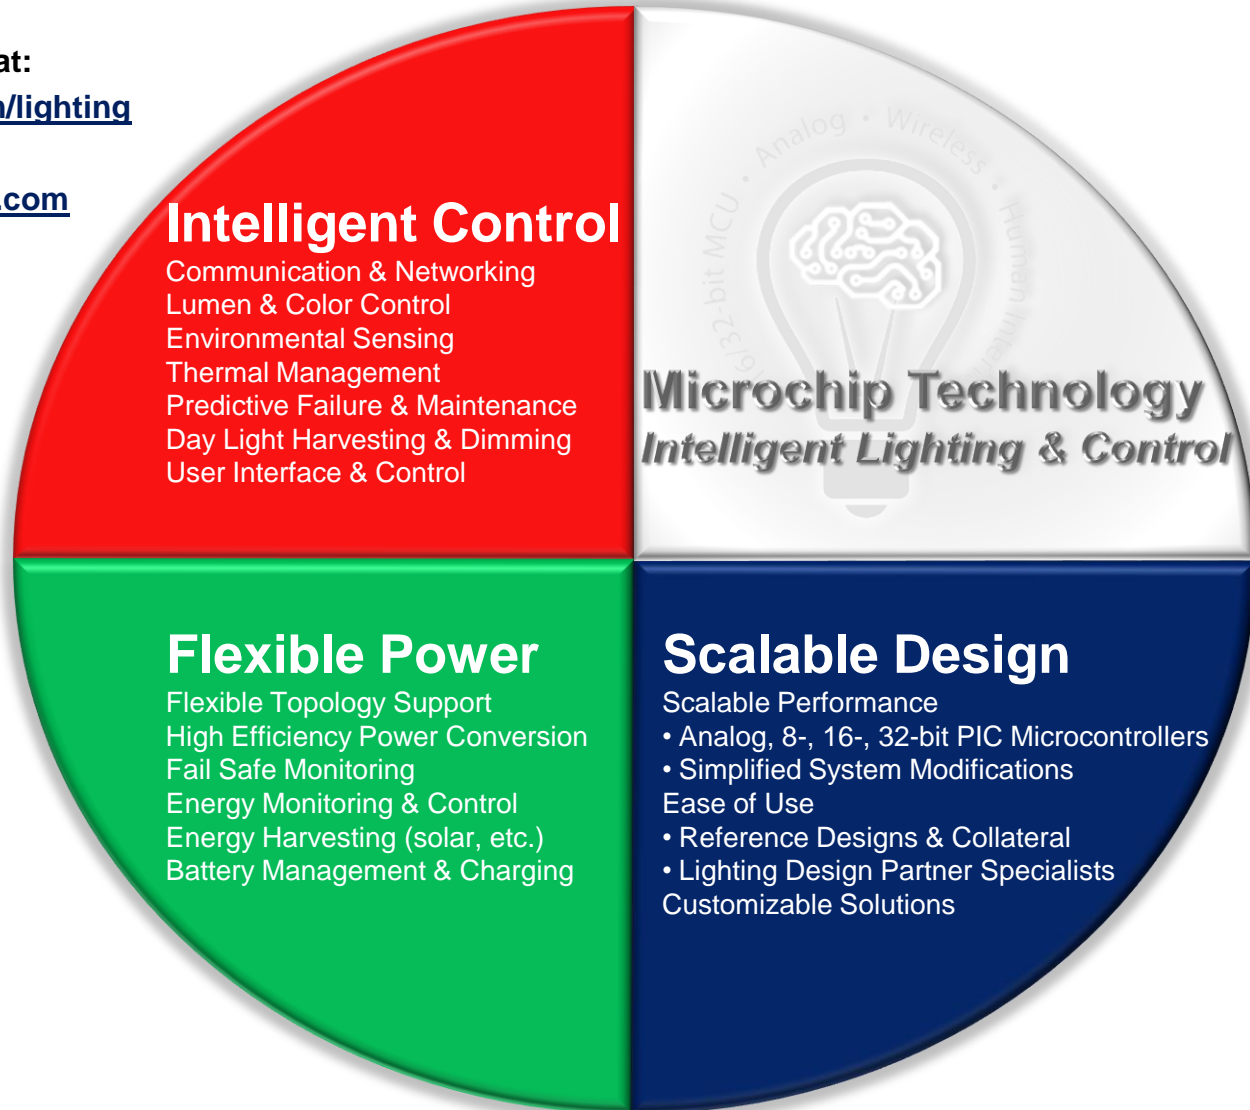 at:
/lighting
.com
Intelligent Control
Communication & Networking
Lumen & Color Control
Environmental Sensing
Thermal Management
Predictive Failure & Maintenance
Day Light Harvesting & Dimming
User Interface & Control
16/32-bit MCU • Analog • Wireless • Human
Microchip Technology
Intelligent Lighting & Control
Flexible Power
Flexible Topology Support
High Efficiency Power Conversion
Fail Safe Monitoring
Energy Monitoring & Control
Energy Harvesting (solar, etc.)
Battery Management & Charging
Scalable Design
Scalable Performance
• Analog, 8-, 16-, 32-bit PIC Microcontrollers
• Simplified System Modifications
Ease of Use
• Reference Designs & Collateral
• Lighting Design Partner Specialists
Customizable Solutions